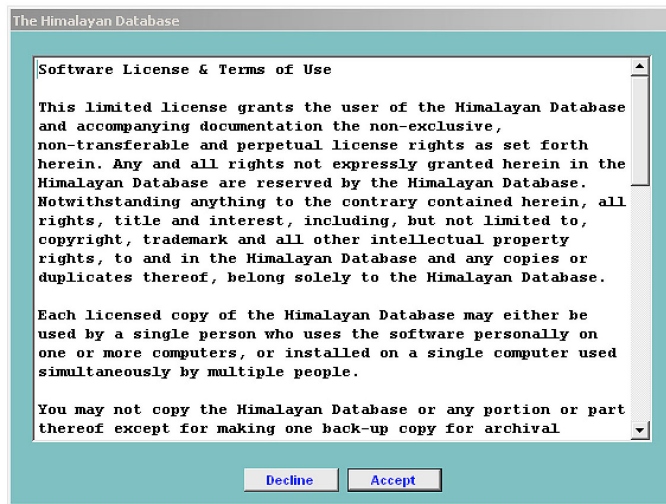 The Himalayan Database
Software License & Terms of Use
This limited license grants the user of the Himalayan Database
and accompanying documentation the non-exclusive,
non-transferable and perpetual license rights as set forth
herein. Any and all rights not expressly granted herein in the
Himalayan Database are reserved by the Himalayan Database.
Notwithstanding anything to the contrary contained herein, all
rights, title and interest, including, but not limited to,
copyright, trademark and all other intellectual property
rights, to and in the Himalayan Database and any copies or
duplicates thereof, belong solely to the Himalayan Database.
Each licensed copy of the Himalayan Database may either be
used by a single person who uses the software personally on
one or more computers, or installed on a single computer used
simultaneously by multiple people.
You may not copy the Himalayan Database or any portion or part
thereof except for making one back-up copy for archival
Decline Accept